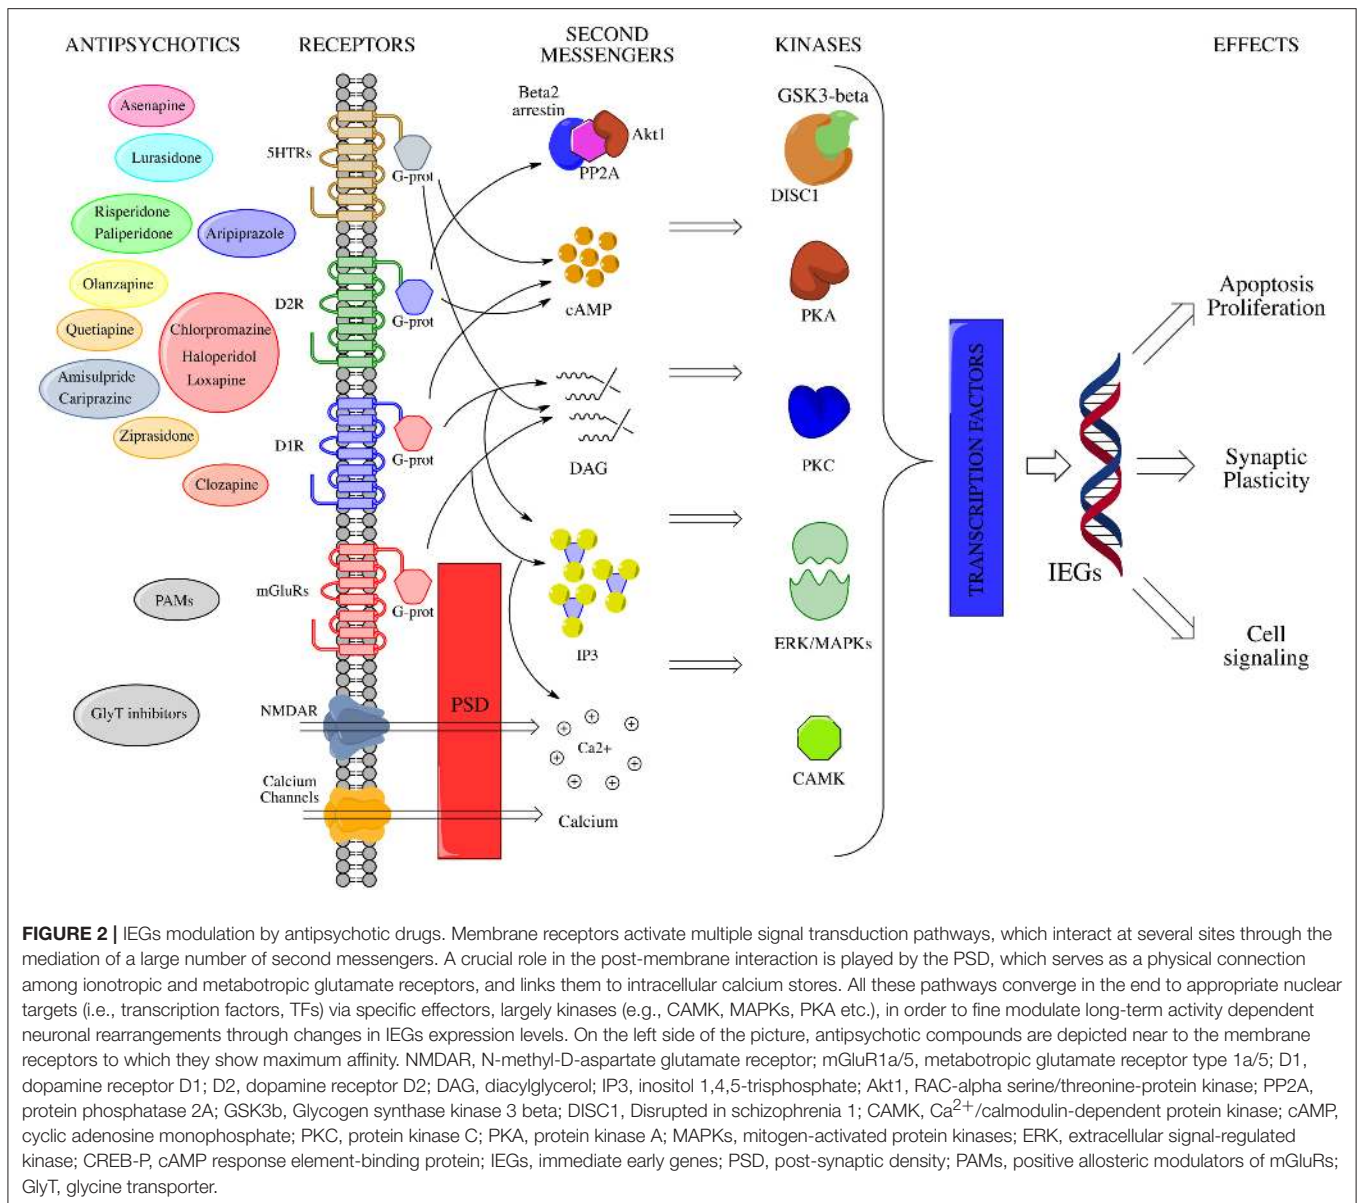 ANTIPSYCHOTICS
RECEPTORS
SECOND
MESSENGERS
KINASES
EFFECTS
Asenapine
Lurasidone
Risperidone
Paliperidone
Aripiprazole
Olanzapine
Quetiapine
Chlorpromazine
Haloperidol
Loxapine
Amisulpride
Cariprazine
Ziprasidone
Clozapine
PAMs
GlyT inhibitors
5HTRs
G-prot
D2R
G-prot
D1R
G-prot
mGluRs
G-prot
NMDAR
Calcium
Channels
PSD
Beta2
arrestin
Akt1
PP2A
cAMP
DAG
IP3
Ca2+
Calcium
GSK3-beta
DISC1
PKA
PKC
ERK/MAPKs
CAMK
TRANSCRIPTION FACTORS
IEGs
Apoptosis
Proliferation
Synaptic
Plasticity
Cell
signaling
FIGURE 2 | IEGs modulation by antipsychotic drugs. Membrane receptors activate multiple signal transduction pathways, which interact at several sites through the
mediation of a large number of second messengers. A crucial role in the post-membrane interaction is played by the PSD, which serves as a physical connection
among ionotropic and metabotropic glutamate receptors, and links them to intracellular calcium stores. All these pathways converge in the end to appropriate nuclear
targets (i.e., transcription factors, TFs) via specific effectors, largely kinases (e.g., CAMK, MAPKs, PKA etc.), in order to fine modulate long-term activity dependent
neuronal rearrangements through changes in IEGs expression levels. On the left side of the picture, antipsychotic compounds are depicted near to the membrane
receptors to which they show maximum affinity. NMDAR, N-methyl-D-aspartate glutamate receptor; mGluR1a/5, metabotropic glutamate receptor type 1a/5; D1,
dopamine receptor D1; D2, dopamine receptor D2; DAG, diacylglycerol; IP3, inositol 1,4,5-trisphosphate; Akt1, RAC-alpha serine/threonine-protein kinase; PP2A,
protein phosphatase 2A; GSK3b, Glycogen synthase kinase 3 beta; DISC1, Disrupted in schizophrenia 1; CAMK, Ca2+/calmodulin-dependent protein kinase; cAMP,
cyclic adenosine monophosphate; PKC, protein kinase C; PKA, protein kinase A; MAPKs, mitogen-activated protein kinases; ERK, extracellular signal-regulated
kinase; CREB-P, cAMP response element-binding protein; IEGs, immediate early genes; PSD, post-synaptic density; PAMs, positive allosteric modulators of mGluRs;
GlyT, glycine transporter.